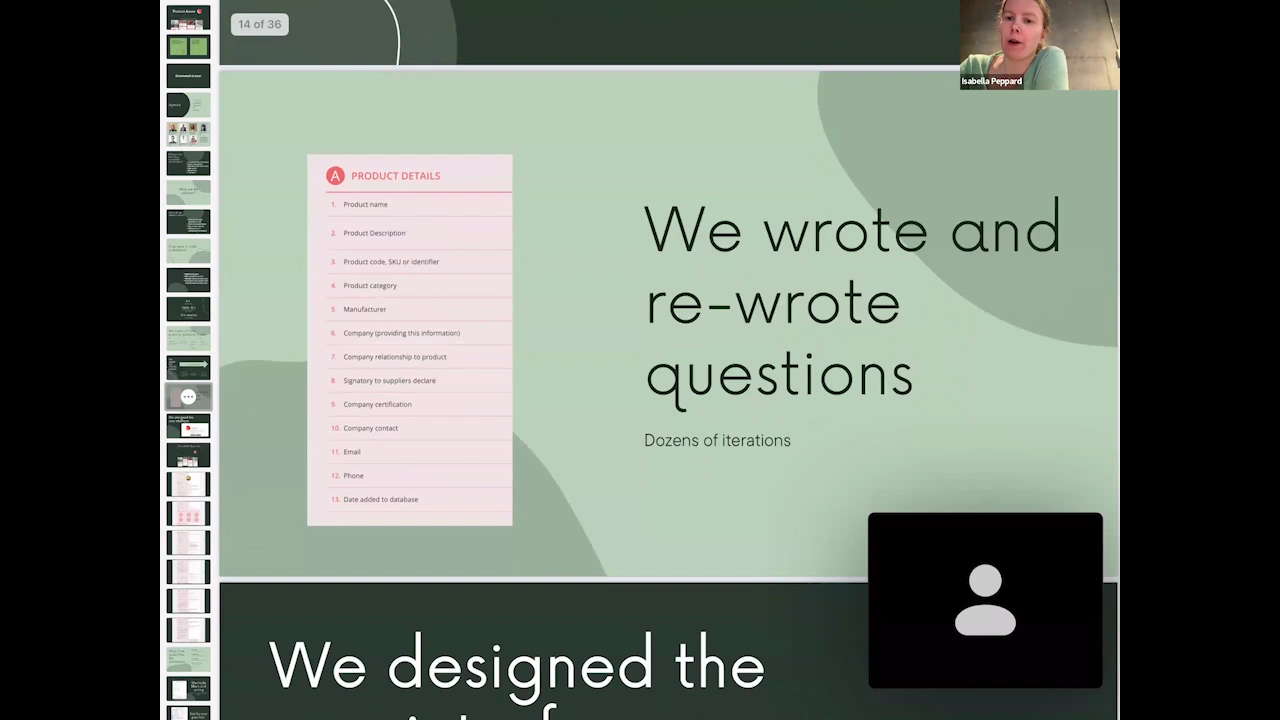 Product Aware
14 of 36
Isabella Peppard
A PRODUCT DETAILS
1. Product name
2. Product Description
3. Product code, SKU or identifier
4. Product category
5. Manufacturer
6. Company (providing this information)
7. Company relationship to product
8. Signatory to suppliers declare
9. Company certification
10. Company contact
11. Email
12. Phone
13. Date added to database
We wrote and
re-wrote
questions
Dozens of iterations
We designed the